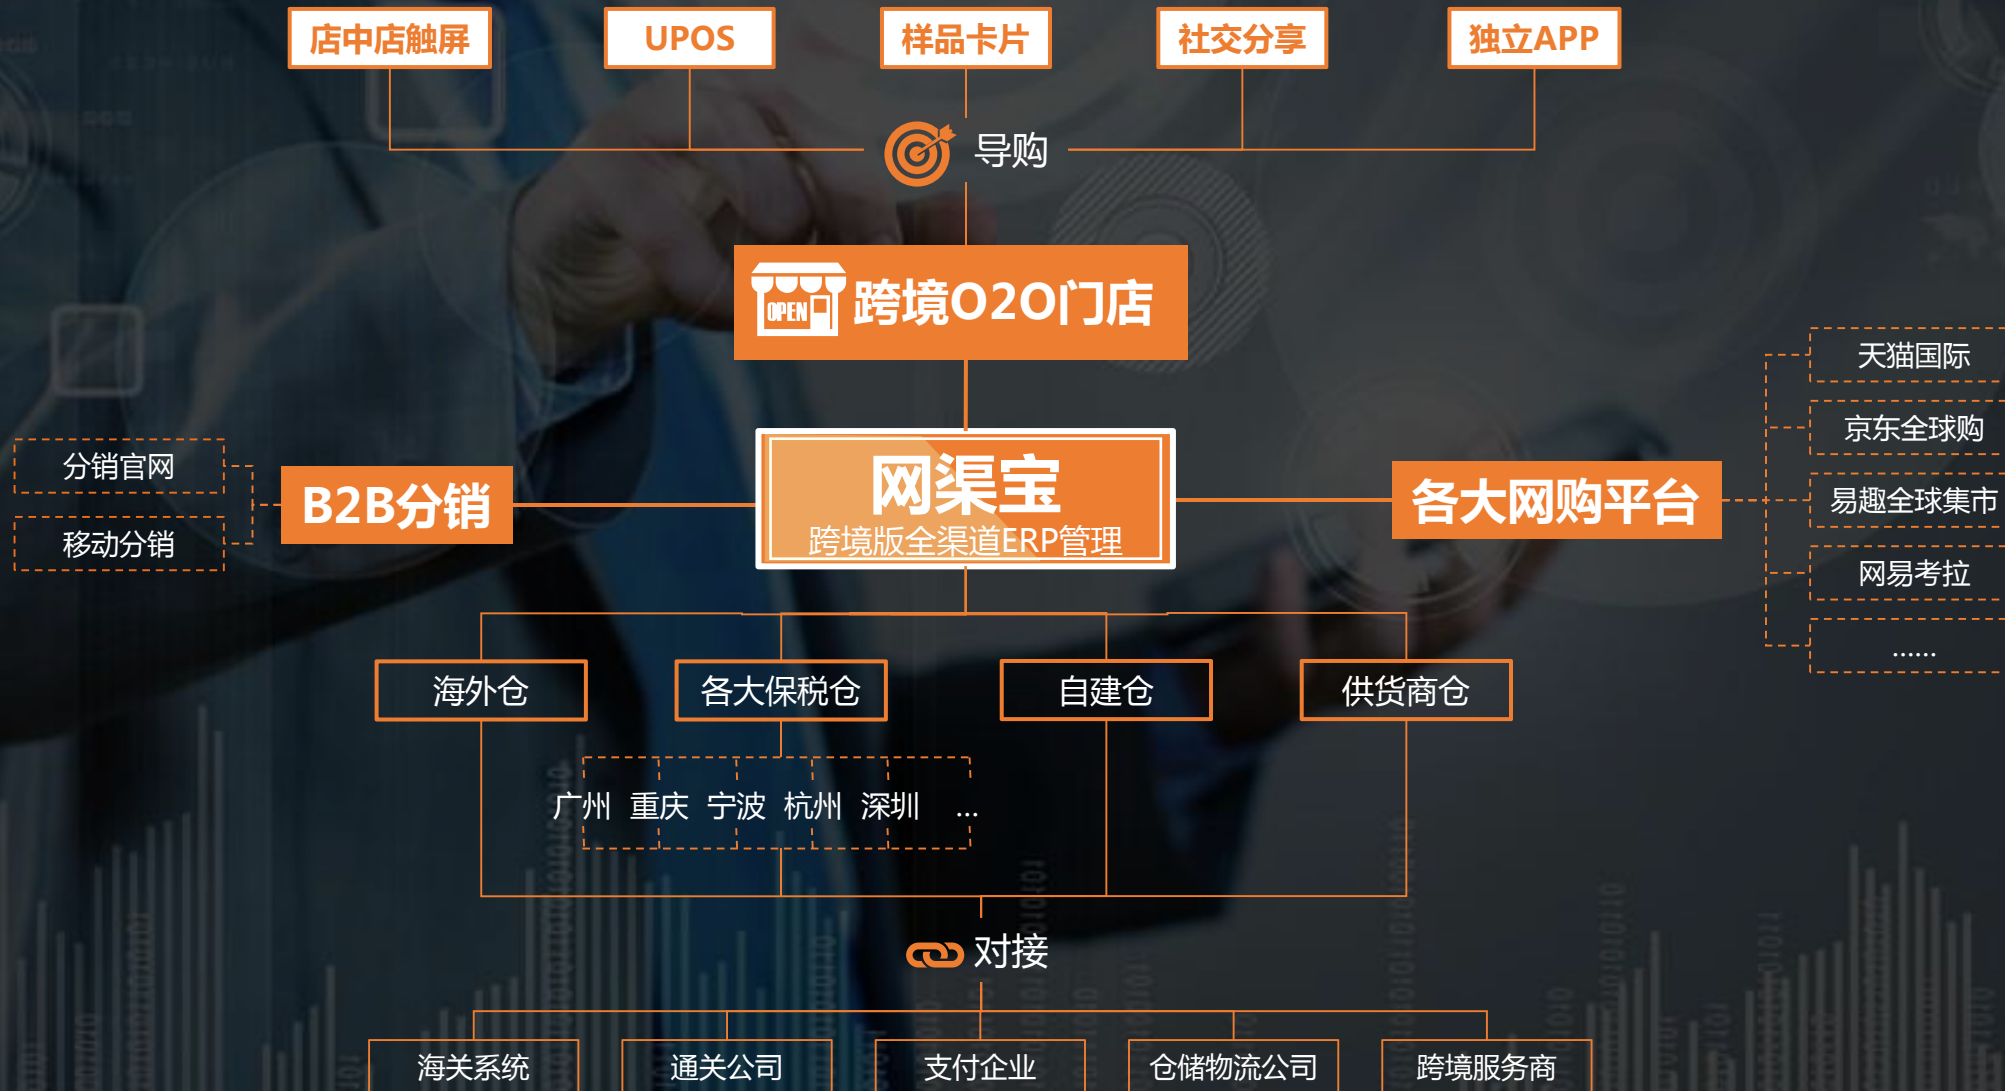 店中店触屏
UPOS
样品卡片
社交分享
独立APP
导购
OPEN
跨境O2O门店
天猫国际
京东全球购
易趣全球集市
网易考拉
......
分销官网
移动分销
B2B分销
网渠宝
跨境版全渠道ERP管理
各大网购平台
海外仓
各大保税仓
自建仓
供货商仓
广州 重庆 宁波 杭州 深圳 ...
对接
海关系统
通关公司
支付企业
仓储物流公司
跨境服务商